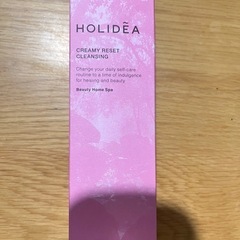 HOLIDEA
CREAMY RESET
CLEANSING
Change your daily self-care
routine to a time of indulgence
for healing and beauty
Beauty Home Spa